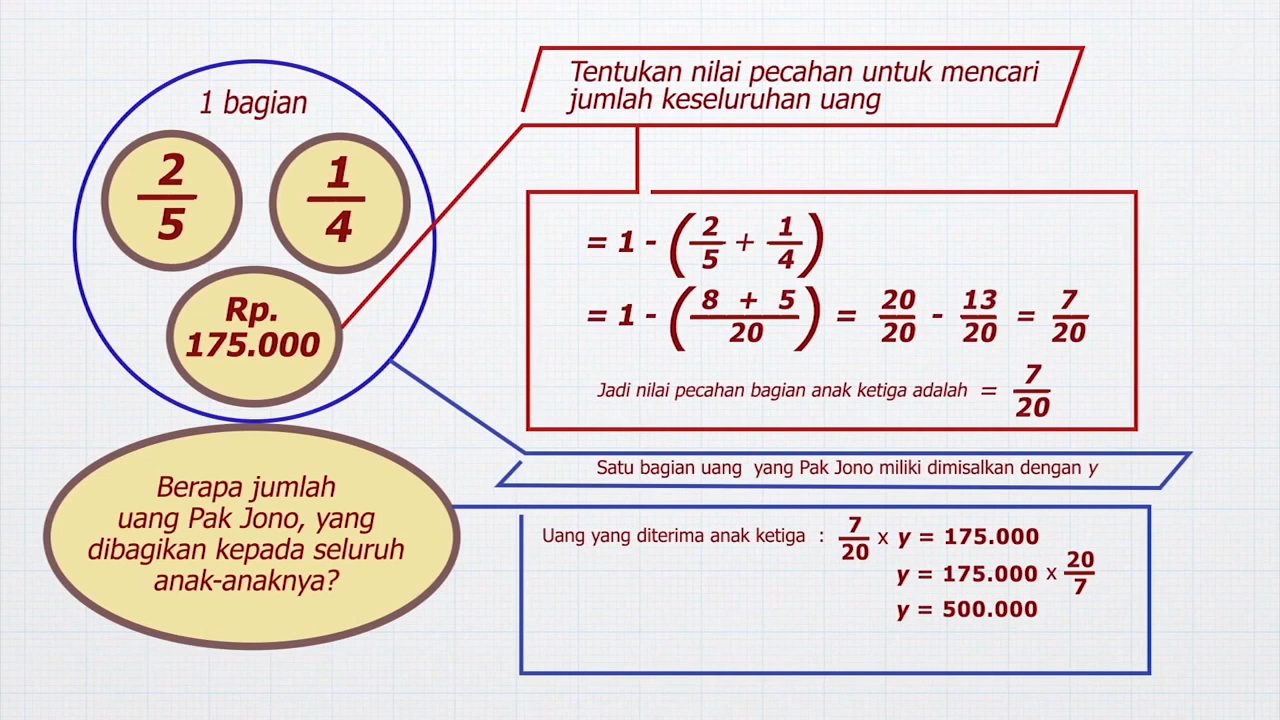 1 bagian
2/5
1/4
Rp.
175.000
Berapa jumlah
uang Pak Jono, yang
dibagikan kepada seluruh
anak-anaknya?
Tentukan nilai pecahan untuk mencari
jumlah keseluruhan uang
= 1 - (2/5 + 1/4)
= 1 - (8 + 5/20) = 20/20 - 13/20 = 7/20
Jadi nilai pecahan bagian anak ketiga adalah = 7/20
Satu bagian uang yang Pak Jono miliki dimisalkan dengan y
Uang yang diterima anak ketiga : 7/20 x y = 175.000
y = 175.000 x 20/7
y = 500.000